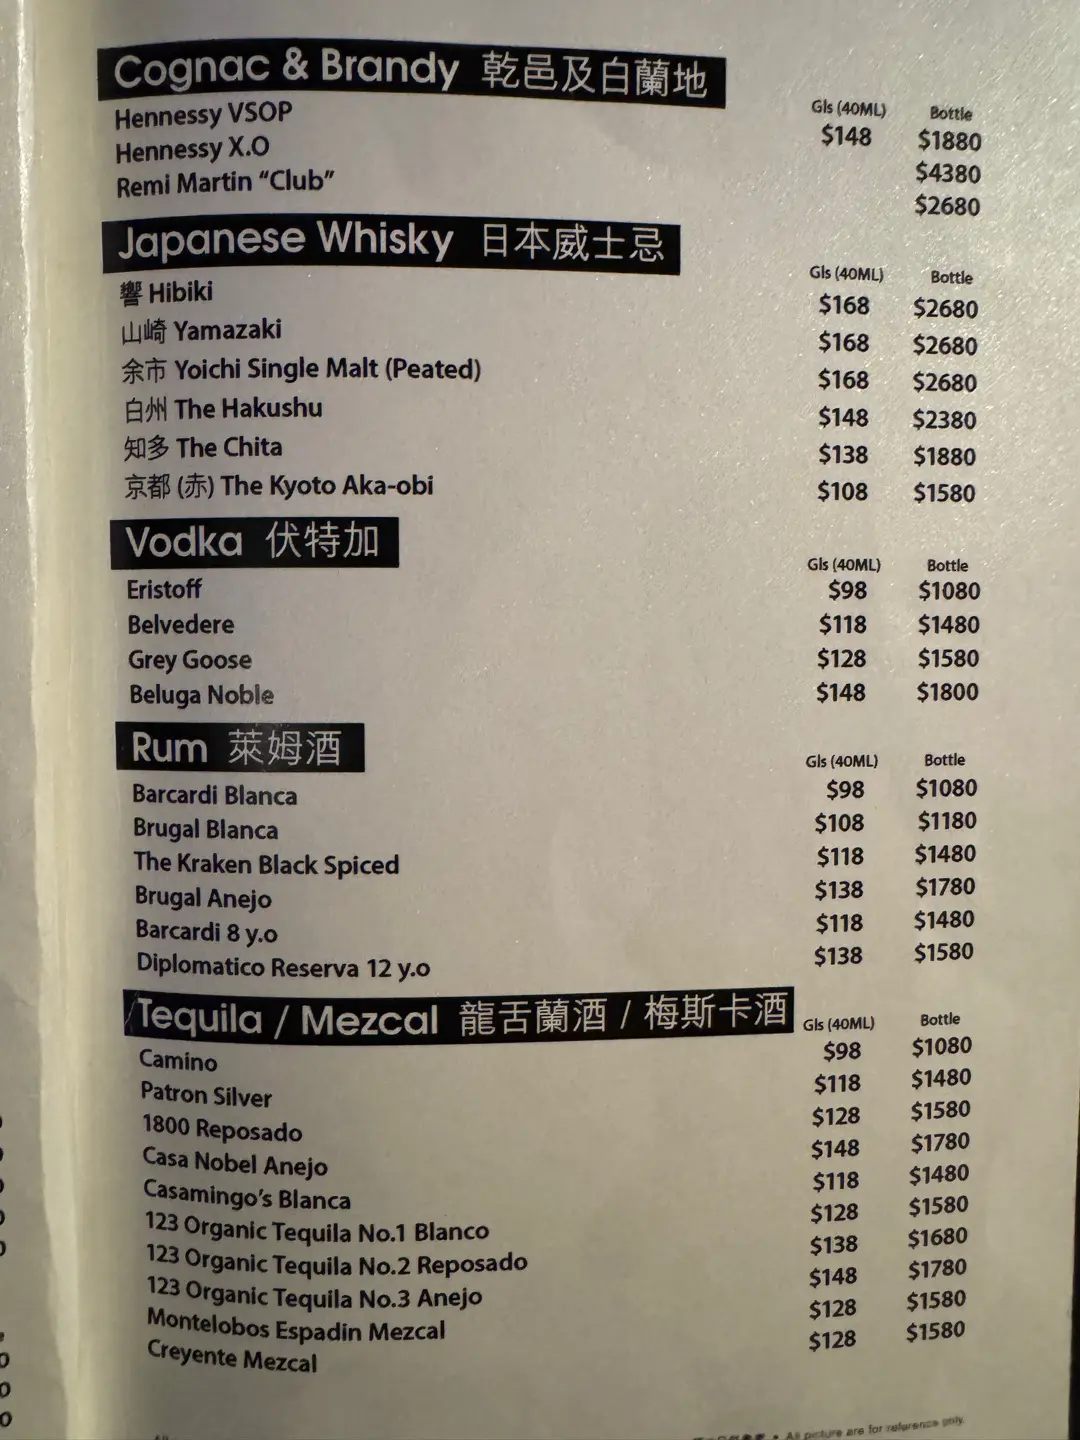 Cognac & Brandy 乾邑及白蘭地
Gls (40ML) Bottle
Hennessy VSOP $148 $1880
Hennessy X.O $4380
Remi Martin “Club” $2680
Japanese Whisky 日本威士忌
Gls (40ML) Bottle
響 Hibiki $168 $2680
山崎 Yamazaki $168 $2680
余市 Yoichi Single Malt (Peated) $168 $2680
白州 The Hakushu $148 $2380
知多 The Chita $138 $1880
京都 (赤) The Kyoto Aka-obi $108 $1580
Vodka 伏特加
Gls (40ML) Bottle
Eristoff $98 $1080
Belvedere $118 $1480
Grey Goose $128 $1580
Beluga Noble $148 $1800
Rum 萊姆酒
Gls (40ML) Bottle
Barcardi Blanca $98 $1080
Brugal Blanca $108 $1180
The Kraken Black Spiced $118 $1480
Brugal Anejo $138 $1780
Barcardi 8 y.o $118 $1480
Diplomatico Reserva 12 y.o $138 $1580
Tequila / Mezcal 龍舌蘭酒 / 梅斯卡酒
Gls (40ML) Bottle
Camino $98 $1080
Patron Silver $118 $1480
1800 Reposado $128 $1580
Casa Nobel Anejo $148 $1780
Casamingo’s Blanca $118 $1480
123 Organic Tequila No.1 Blanco $128 $1580
123 Organic Tequila No.2 Reposado $138 $1680
123 Organic Tequila No.3 Anejo $148 $1780
Montelobos Espadin Mezcal $128 $1580
Creyente Mezcal $128 $1580
• All picture are for reference only.